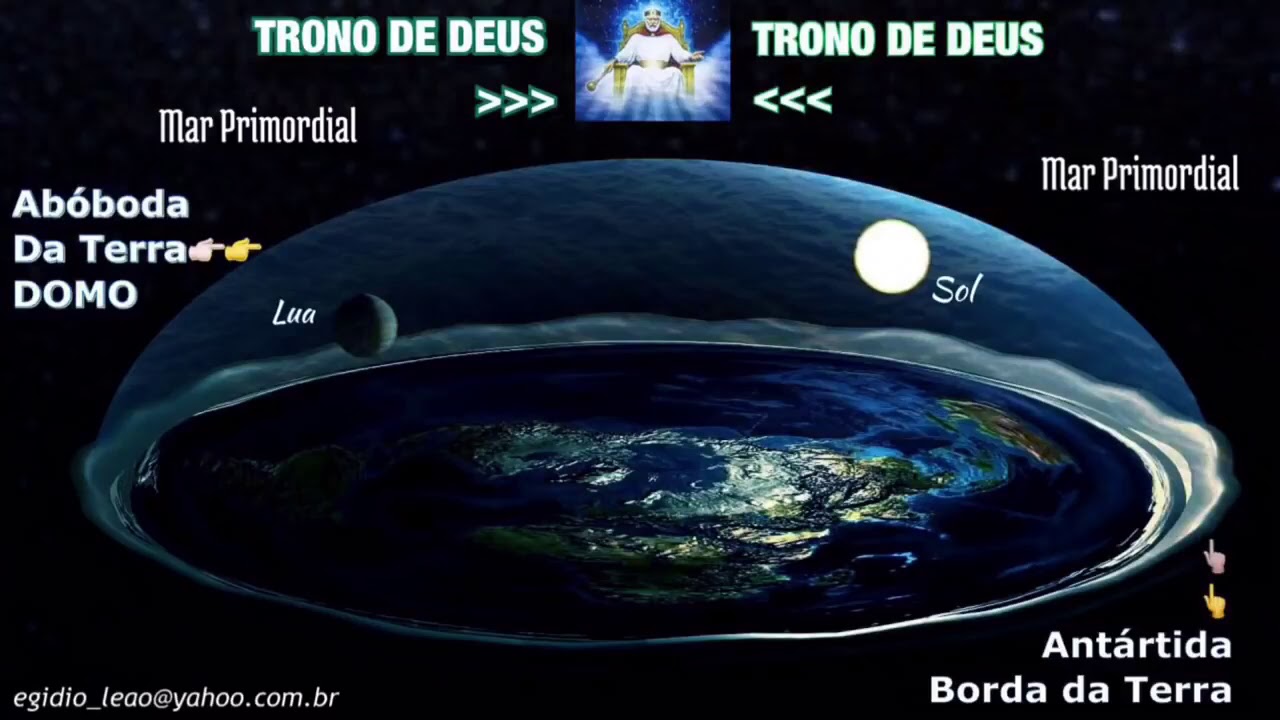 TRONO DE DEUS
TRONO DE DEUS
>>>
<<<
Mar Primordial
Mar Primordial
Abóboda
Da Terra
DOMO
Lua
Sol
Antártida
Borda da Terra
egidio_leao@yahoo.com.br